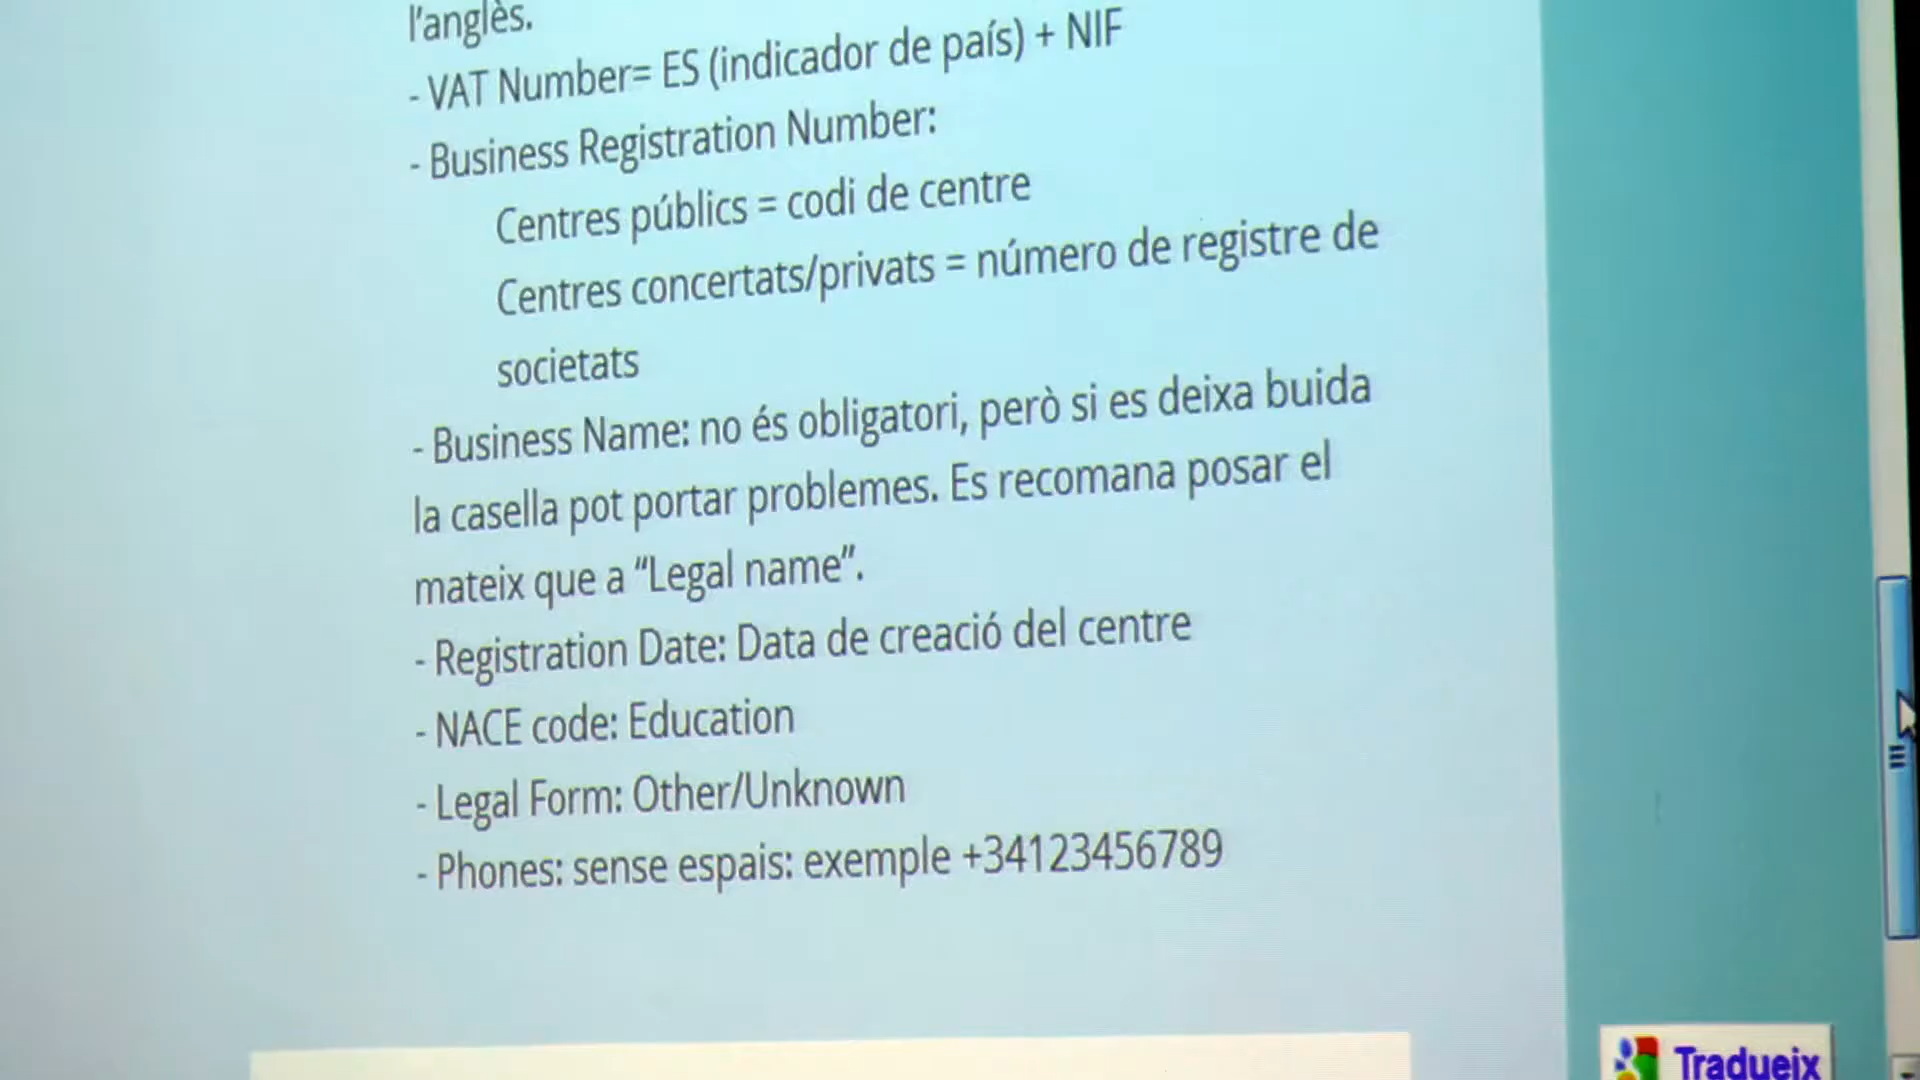 l'anglès.
- VAT Number= ES (indicador de país) + NIF
- Business Registration Number:
Centres públics = codi de centre
Centres concertats/privats = número de registre de
societats
- Business Name: no és obligatori, però si es deixa buida
la casella pot portar problemes. Es recomana posar el
mateix que a “Legal name”.
- Registration Date: Data de creació del centre
- NACE code: Education
- Legal Form: Other/Unknown
- Phones: sense espais: exemple +34123456789
Tradueix